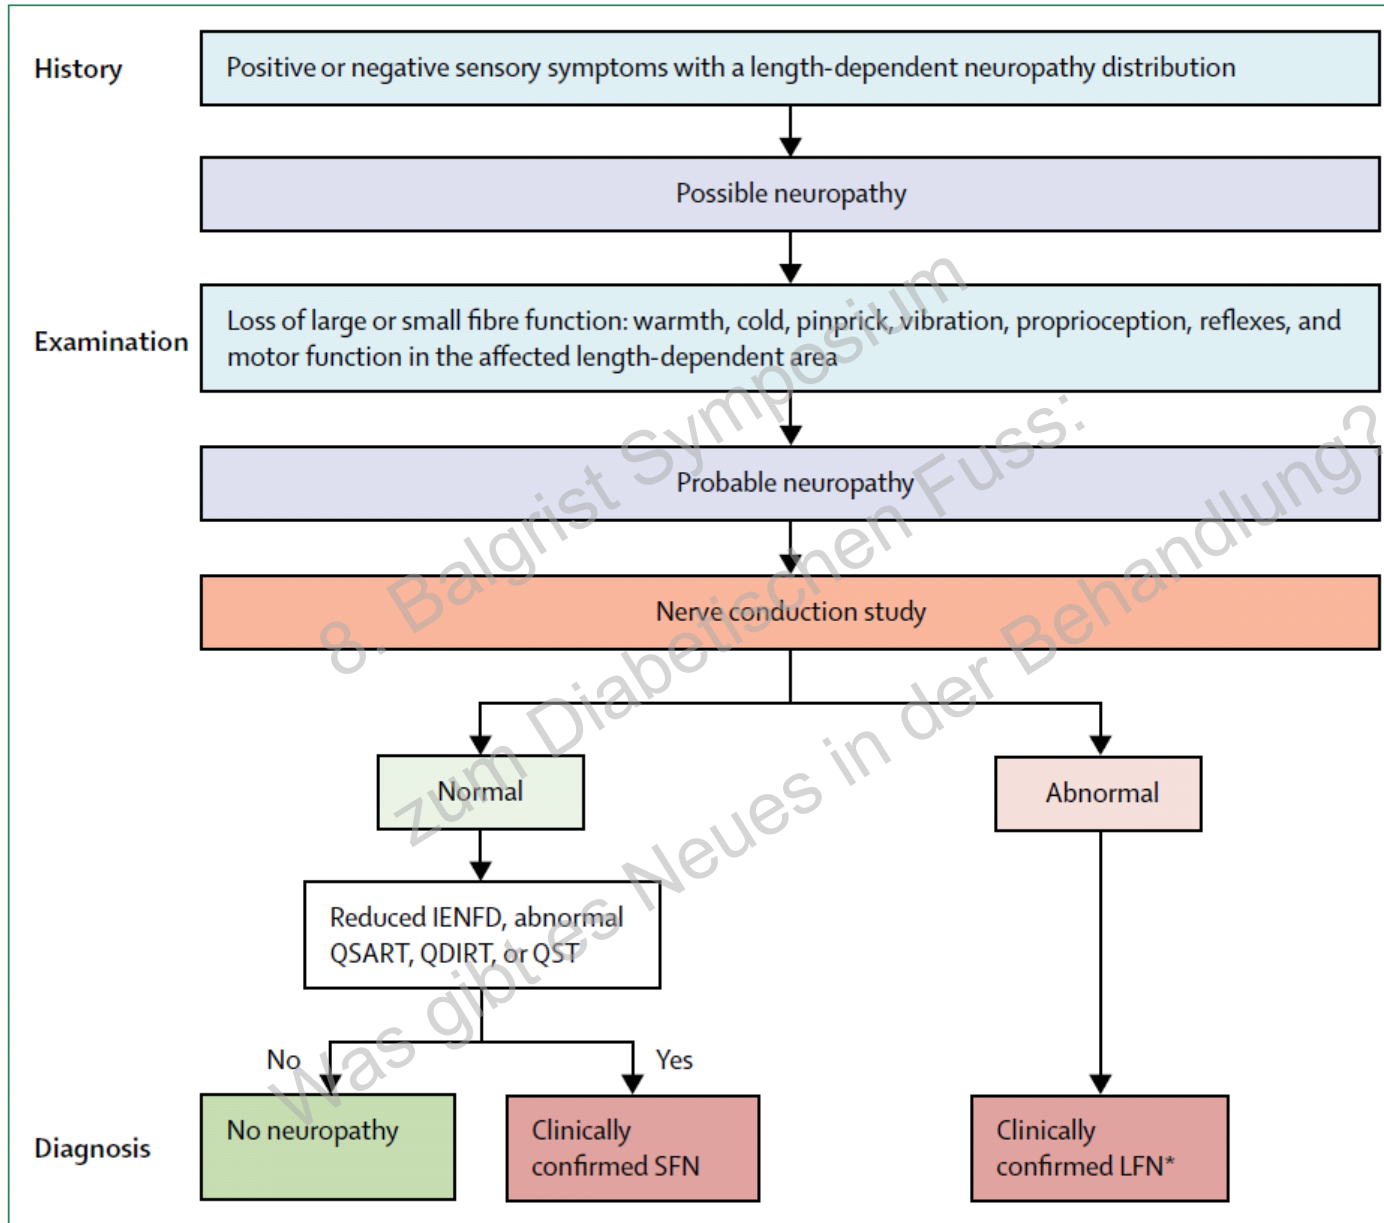 History
Positive or negative sensory symptoms with a length-dependent neuropathy distribution
Possible neuropathy
Examination
Loss of large or small fibre function: warmth, cold, pinprick, vibration, proprioception, reflexes, and
motor function in the affected length-dependent area
Probable neuropathy
Nerve conduction study
Normal
Abnormal
Reduced IENFD, abnormal
QSART, QDIRT, or QST
No
Yes
Diagnosis
No neuropathy
Clinically
confirmed SFN
Clinically
confirmed LFN*
8. Balgrist Symposium
zum Diabetischen Fuss:
Was gibt es Neues in der Behandlung?